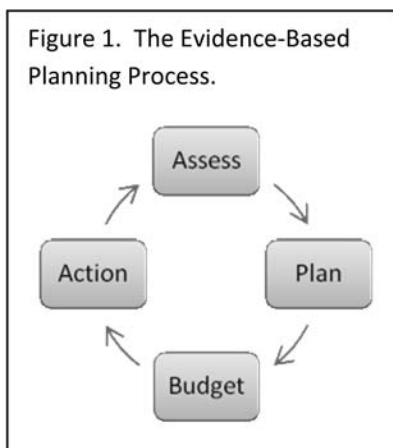 Figure 1.  The Evidence-Based
Planning Process.
Assess
Action
Plan
Budget